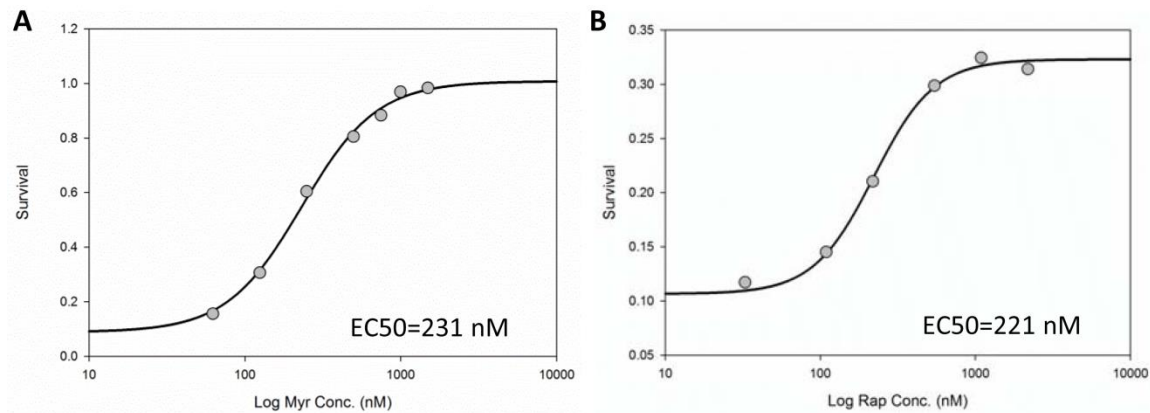 A
1.2
1.0
0.8
0.6
0.4
0.2
0.0
Survival
10
100
1000
10000
Log Myr Conc. (nM)
EC50=231 nM
B
0.35
0.30
0.25
0.20
0.15
0.10
0.05
Survival
10
100
1000
10000
Log Rap Conc. (nM)
EC50=221 nM